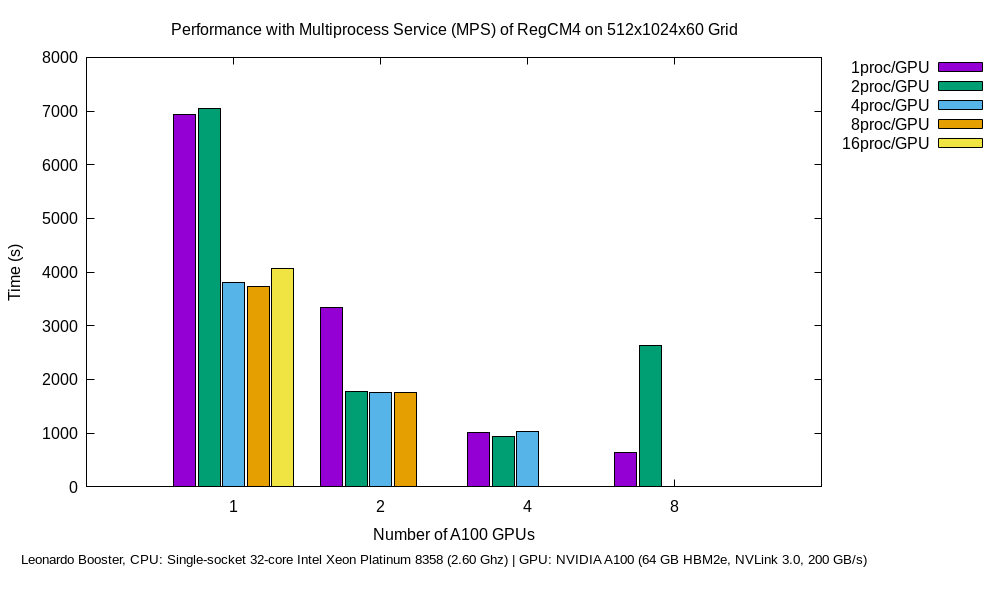 Performance with Multiprocess Service (MPS) of RegCM4 on 512x1024x60 Grid
8000
7000
6000
5000
4000
3000
2000
1000
0
Time (s)
1 2 4 8
Number of A100 GPUs
1proc/GPU
2proc/GPU
4proc/GPU
8proc/GPU
16proc/GPU
Leonardo Booster, CPU: Single-socket 32-core Intel Xeon Platinum 8358 (2.60 Ghz) | GPU: NVIDIA A100 (64 GB HBM2e, NVLink 3.0, 200 GB/s)